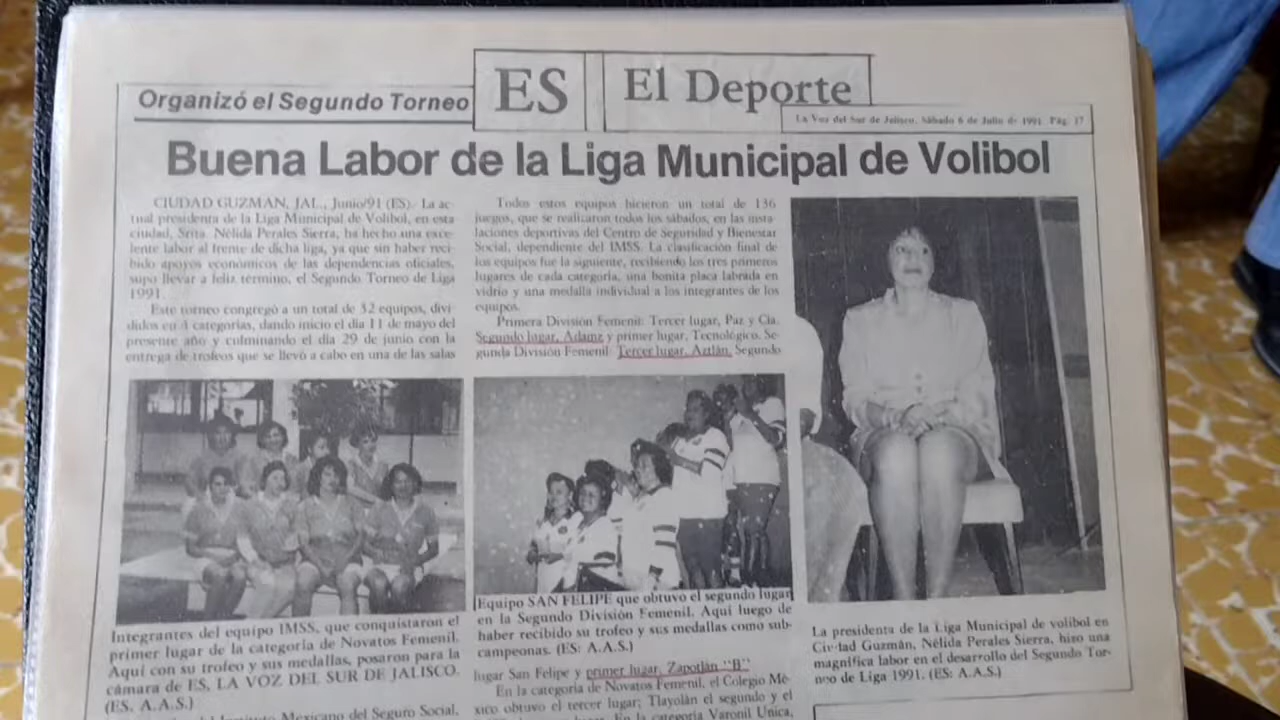 Organizó el Segundo Torneo
ES
El Deporte
La Voz del Sur de Jalisco, Sábado 6 de Julio de 1991. Pág. 17
Buena Labor de la Liga Municipal de Volibol
CIUDAD GUZMAN, JAL., Junio/91 (ES).- La ac-
tual presidenta de la Liga Municipal de Volibol, en esta
ciudad, Srita. Nélida Perales Sierra, ha hecho una exce-
lente labor al frente de dicha liga, ya que sin haber reci-
bido apoyos económicos de las dependencias oficiales,
supo llevar a feliz término, el Segundo Torneo de Liga
1991.
Este torneo congregó a un total de 32 equipos, divi-
didos en 4 categorías, dando inicio el día 11 de mayo del
presente año y culminando el día 29 de junio con la
entrega de trofeos que se llevó a cabo en una de las salas
Integrantes del equipo IMSS, que conquistaron el
primer lugar de la categoría de Novatos Femenil.
Aquí con su trofeo y sus medallas, posaron para la
cámara de ES, LA VOZ DEL SUR DE JALISCO.
(ES. A.A.S.)
del Instituto Mexicano del Seguro Social,
Todos estos equipos hicieron un total de 136
juegos, que se realizaron todos los sábados, en las insta-
laciones deportivas del Centro de Seguridad y Bienestar
Social, dependiente del IMSS. La clasificación final de
los equipos fue la siguiente, recibiendo los tres primeros
lugares de cada categoría, una bonita placa labrada en
vidrio y una medalla individual a los integrantes de los
equipos.
Primera División Femenil: Tercer lugar, Paz y Cía.
Segundo lugar, Adamz y primer lugar, Tecnológico. Se-
gunda División Femenil: Tercer lugar, Aztlán, Segundo
Equipo SAN FELIPE que obtuvo el segundo lugar
en la Segunda División Femenil. Aquí luego de
haber recibido su trofeo y sus medallas como sub-
campeonas. (ES: A.A.S.)
lugar San Felipe y primer lugar, Zapotlán "B"
En la categoría de Novatos Femenil, el Colegio Mé-
xico obtuvo el tercer lugar; Tlayolán el segundo y el
lugar. En la categoría Varonil Unica,
La presidenta de la Liga Municipal de volibol en
Ciudad Guzmán, Nélida Perales Sierra, hizo una
magnífica labor en el desarrollo del Segundo Tor-
neo de Liga 1991. (ES: A.A.S.)